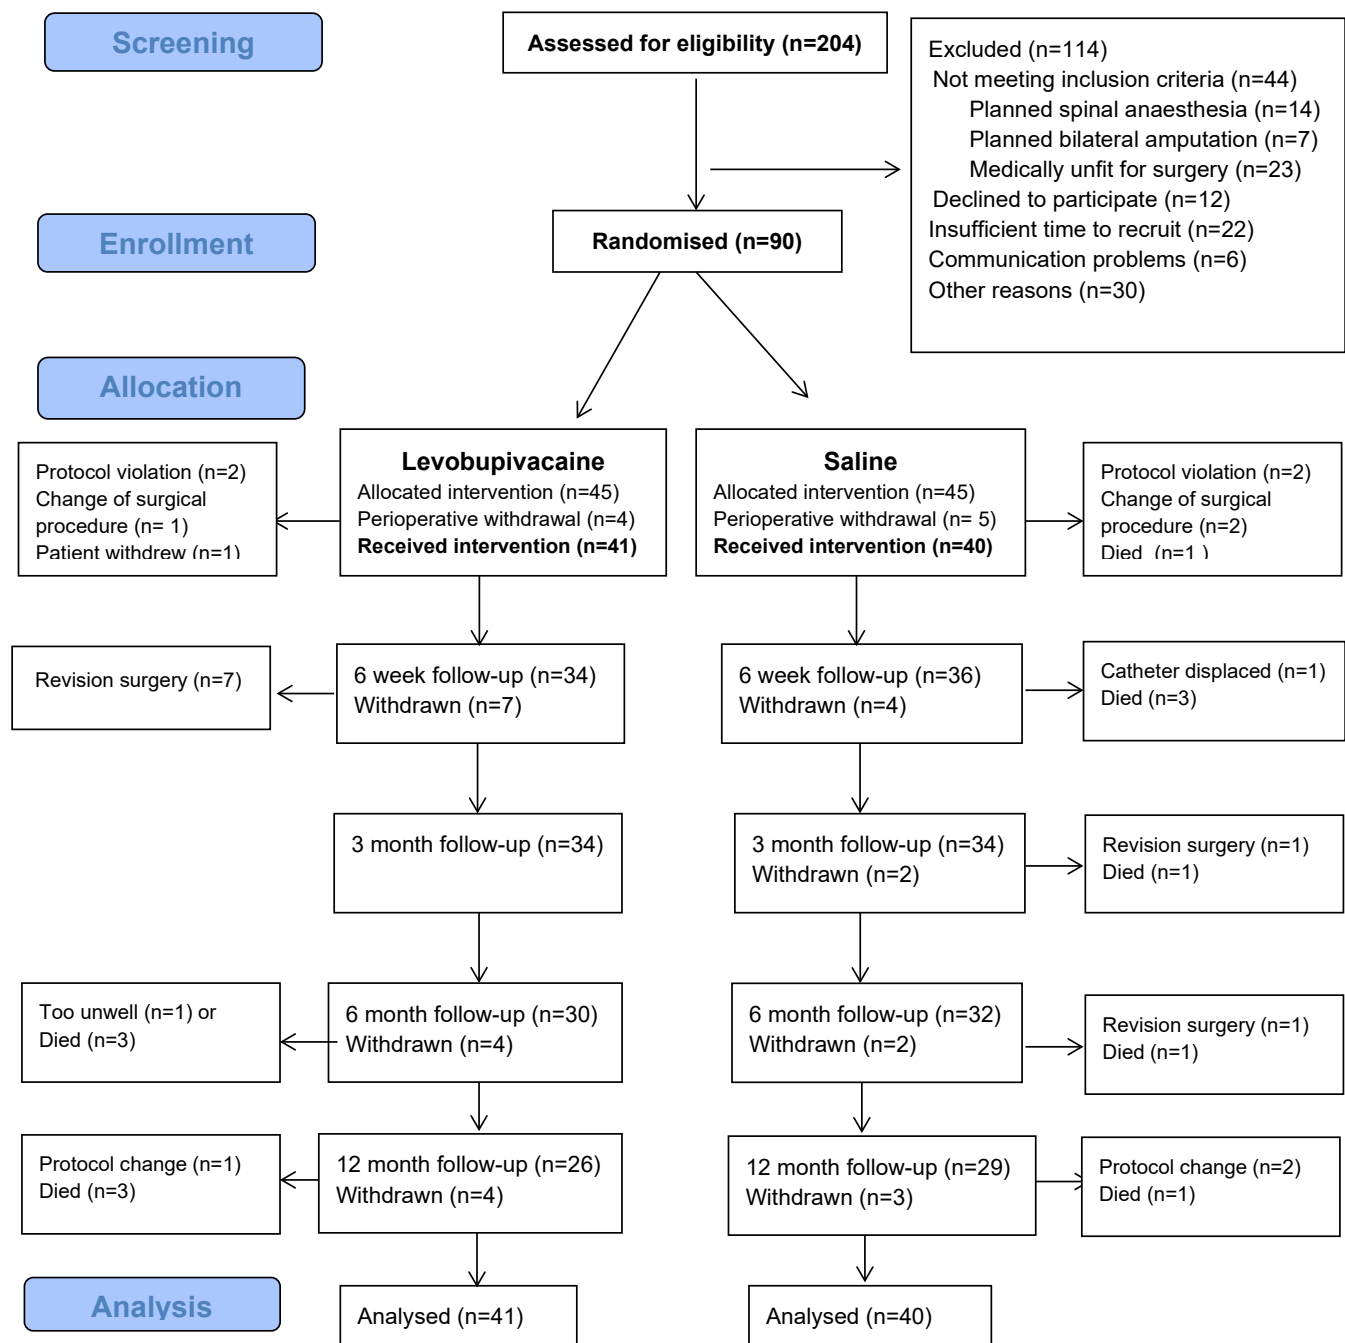 Screening
Assessed for eligibility (n=204)
Excluded (n=114)
Not meeting inclusion criteria (n=44)
Planned spinal anaesthesia (n=14)
Planned bilateral amputation (n=7)
Medically unfit for surgery (n=23)
Declined to participate (n=12)
Insufficient time to recruit (n=22)
Communication problems (n=6)
Other reasons (n=30)
Enrollment
Randomised (n=90)
Allocation
Protocol violation (n=2)
Change of surgical
procedure (n= 1)
Patient withdrew (n=1)
Levobupivacaine
Allocated intervention (n=45)
Perioperative withdrawal (n=4)
Received intervention (n=41)
Saline
Allocated intervention (n=45)
Perioperative withdrawal (n= 5)
Received intervention (n=40)
Protocol violation (n=2)
Change of surgical
procedure (n=2)
Died (n=1 )
Revision surgery (n=7)
6 week follow-up (n=34)
Withdrawn (n=7)
6 week follow-up (n=36)
Withdrawn (n=4)
Catheter displaced (n=1)
Died (n=3)
3 month follow-up (n=34)
3 month follow-up (n=34)
Withdrawn (n=2)
Revision surgery (n=1)
Died (n=1)
Too unwell (n=1) or
Died (n=3)
6 month follow-up (n=30)
Withdrawn (n=4)
6 month follow-up (n=32)
Withdrawn (n=2)
Revision surgery (n=1)
Died (n=1)
Protocol change (n=1)
Died (n=3)
12 month follow-up (n=26)
Withdrawn (n=4)
12 month follow-up (n=29)
Withdrawn (n=3)
Protocol change (n=2)
Died (n=1)
Analysis
Analysed (n=41)
Analysed (n=40)